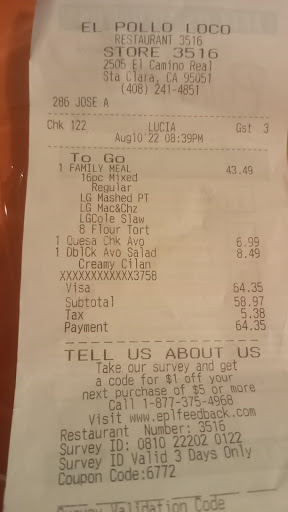 EL POLLO LOCO
RESTAURANT 3516
STORE 3516
2505 El Camino Real
Sta Clara, CA 95051
(408) 241-4851
286 JOSE A
Chk 122 LUCIA Gst 3
Aug10'22 08:39PM
To Go
1 FAMILY MEAL 43.49
16pc Mixed
Regular
LG Mashed PT
LG Mac&Chz
LGCole Slaw
8 Flour Tort
1 Quesa Chk Avo 6.99
1 DblCk Avo Salad 8.49
Creamy Cilan
XXXXXXXXXXXX3758
Visa 64.35
Subtotal 58.97
Tax 5.38
Payment 64.35
TELL US ABOUT US
Take our survey and get
a code for $1 off your
next purchase of $5 or more
Call 1-877-375-4968
Visit www.eplfeedback.com
Restaurant Number: 3516
Survey ID: 0810 22202 0122
Survey ID Valid 3 Days Only
Coupon Code:6772
Survey Validation Code